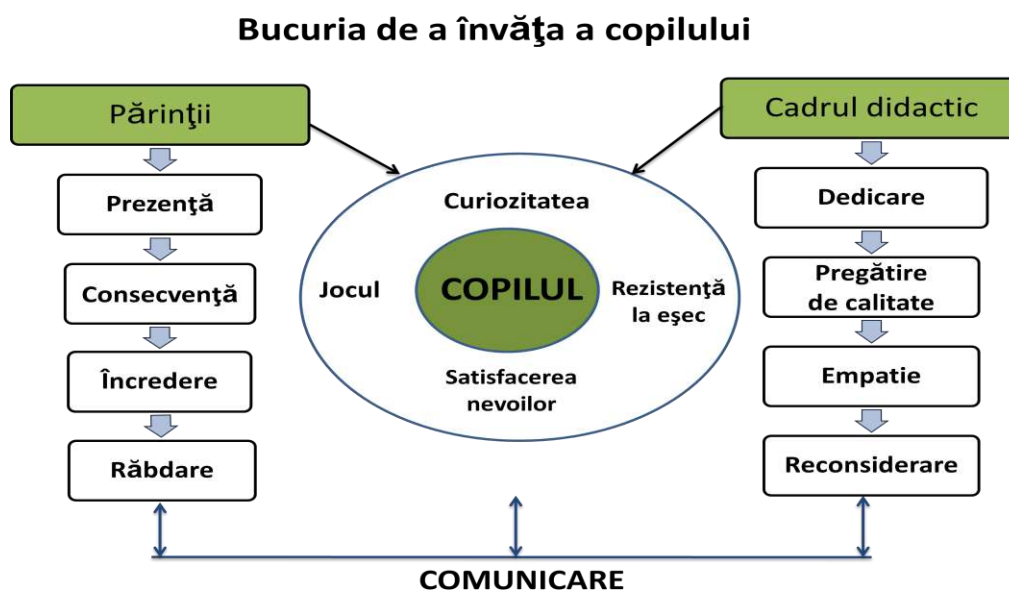 Bucuria de a învăţa a copilului
Părinţii
Prezenţă
Consecvenţă
Încredere
Răbdare
Curiozitatea
Jocul
COPILUL
Rezistenţă
la eşec
Satisfacerea
nevoilor
Cadrul didactic
Dedicare
Pregătire
de calitate
Empatie
Reconsiderare
COMUNICARE